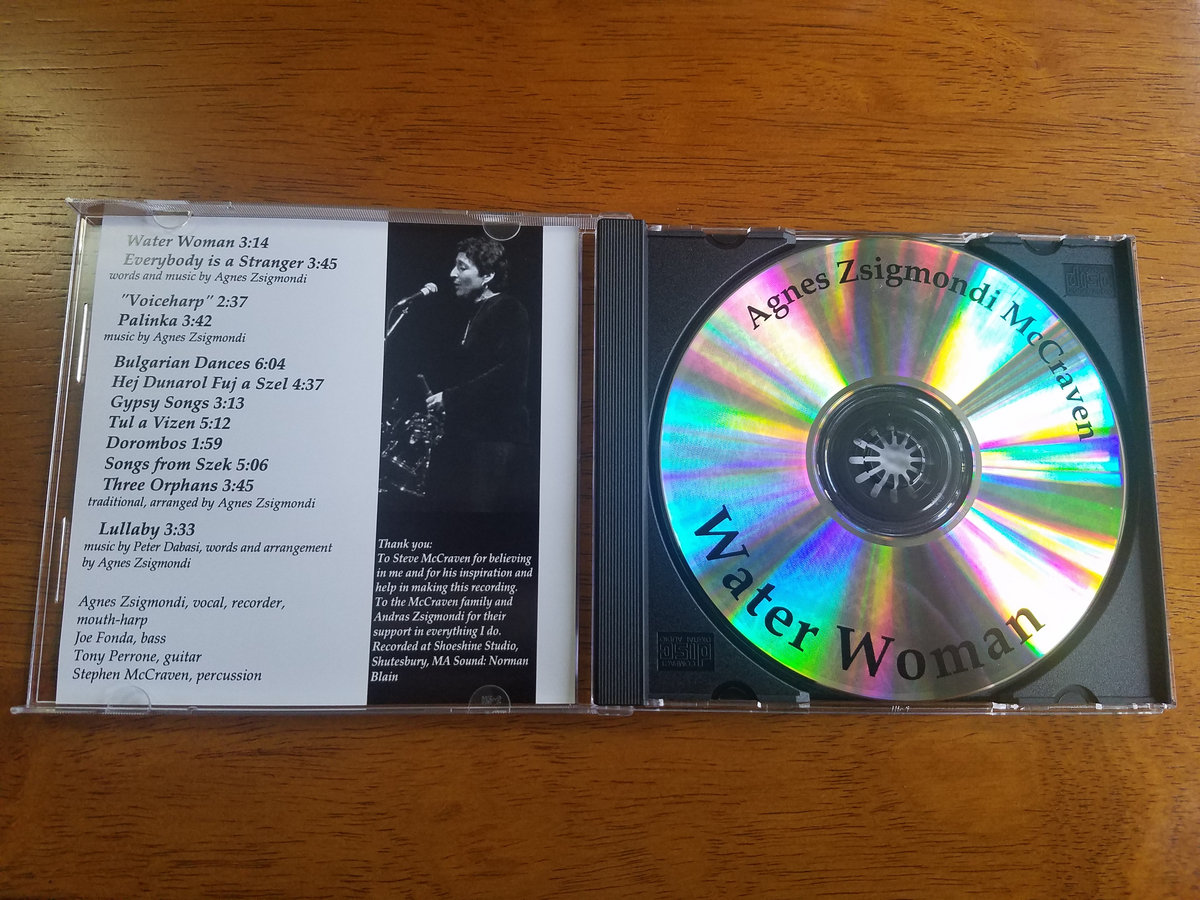 Water Woman 3:14
Everybody is a Stranger 3:45
words and music by Agnes Zsigmondi
"Voiceharp" 2:37
Palinka 3:42
music by Agnes Zsigmondi
Bulgarian Dances 6:04
Hej Dunarol Fuj a Szel 4:37
Gypsy Songs 3:13
Tul a Vizen 5:12
Dorombos 1:59
Songs from Szek 5:06
Three Orphans 3:45
traditional, arranged by Agnes Zsigmondi
Lullaby 3:33
music by Peter Dabasi, words and arrangement
by Agnes Zsigmondi
Agnes Zsigmondi, vocal, recorder,
mouth-harp
Joe Fonda, bass
Tony Perrone, guitar
Stephen McCraven, percussion
Thank you:
To Steve McCraven for believing
in me and for his inspiration and
help in making this recording.
To the McCraven family and
Andras Zsigmondi for their
support in everything I do.
Recorded at Shoeshine Studio,
Shutesbury, MA Sound: Norman
Blain
Agnes Zsigmondi McCraven
Water Woman
disc
COMPACT
disc
DIGITAL AUDIO